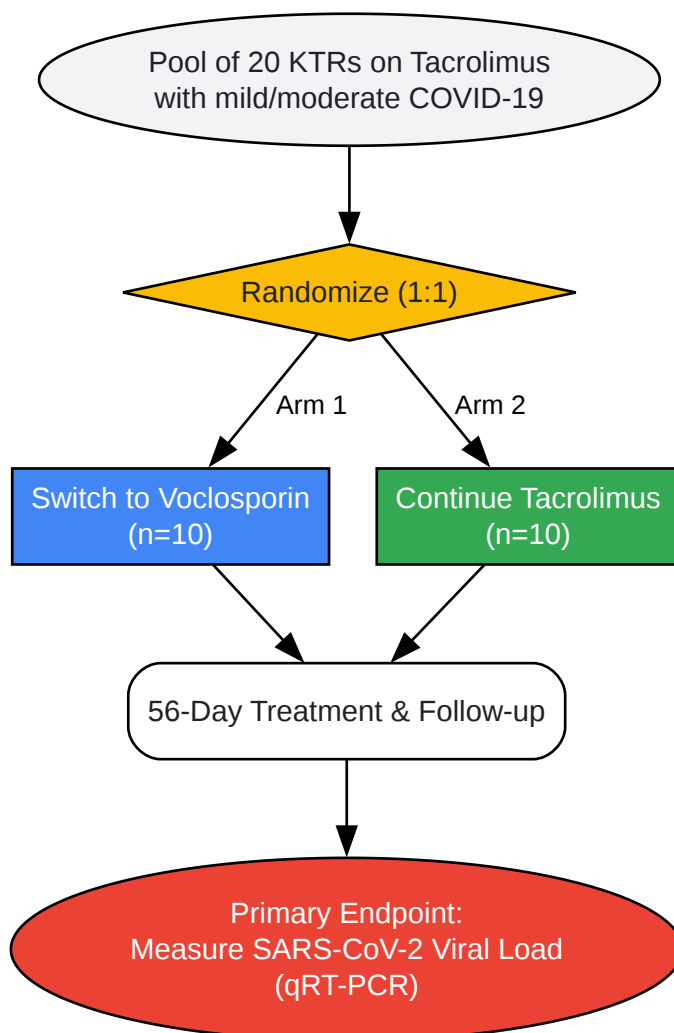 Pool of 20 KTRs on Tacrolimus
with mild/moderate COVID-19
Randomize (1:1)
Arm 1
Arm 2
Switch to Voclosporin
(n=10)
Continue Tacrolimus
(n=10)
56-Day Treatment & Follow-up
Primary Endpoint:
Measure SARS-CoV-2 Viral Load
(qRT-PCR)